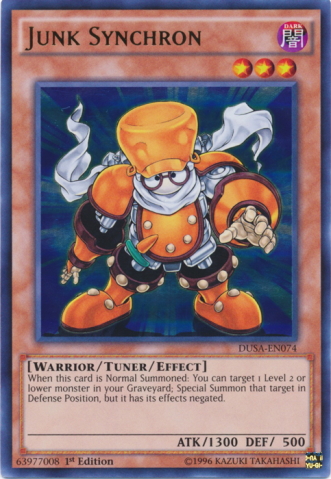 JUNK SYNCHRON
DARK
闇
DUSA-EN074
[WARRIOR/TUNER/EFFECT]
When this card is Normal Summoned: You can target 1 Level 2 or
lower monster in your Graveyard; Special Summon that target in
Defense Position, but it has its effects negated.
ATK/1300 DEF/ 500
63977008 1st Edition ©1996 KAZUKI TAKAHASHI